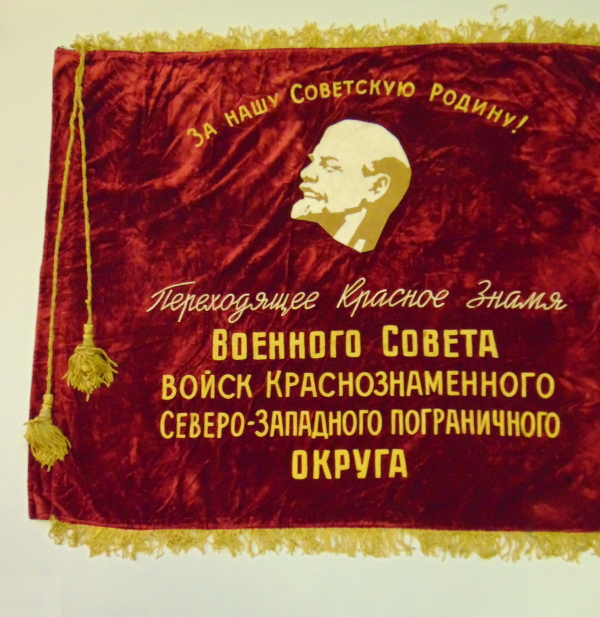 За нашу Советскую Родину!
Переходящее Красное Знамя
Военного Совета
войск Краснознаменного
Северо-Западного пограничного
округа